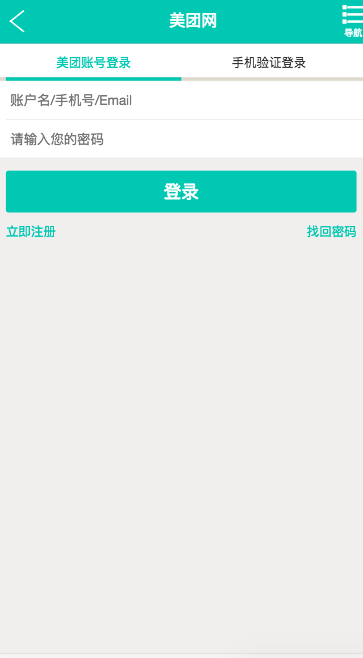 美团网
导航
美团账号登录
手机验证登录
账户名/手机号/Email
请输入您的密码
登录
立即注册
找回密码